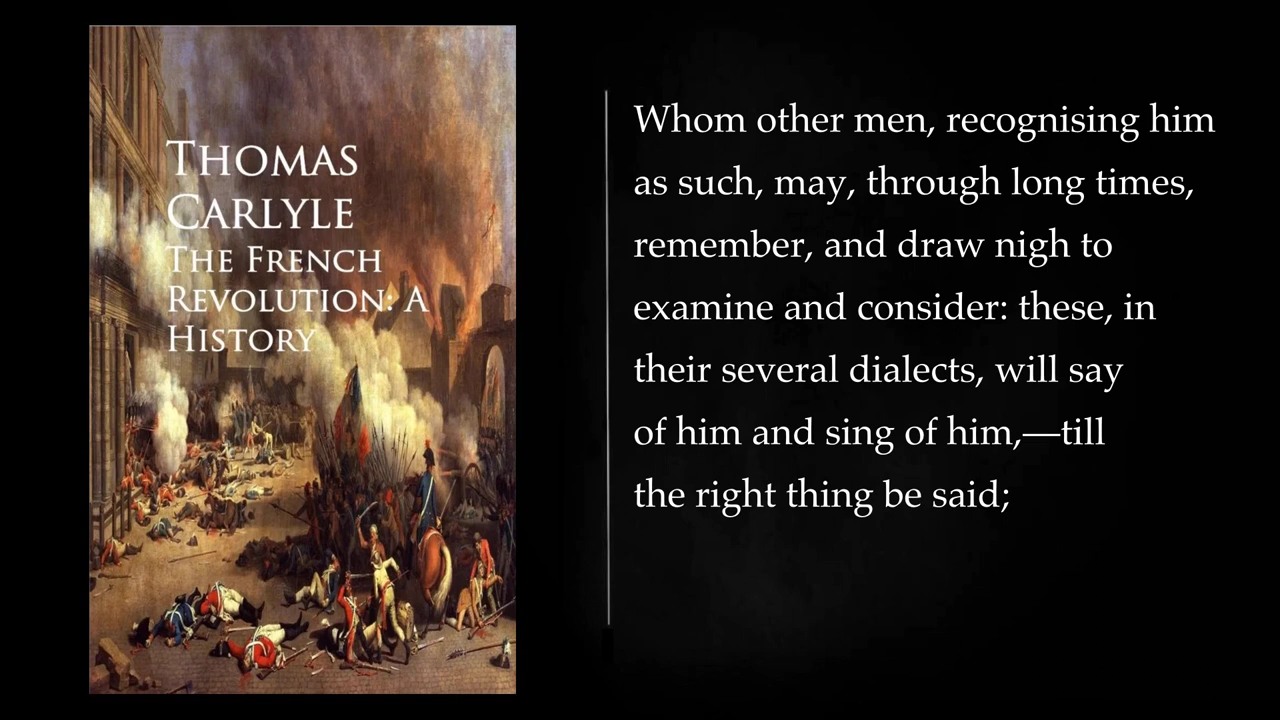 THOMAS
CARLYLE
THE FRENCH
REVOLUTION: A
HISTORY
Whom other men, recognising him
as such, may, through long times,
remember, and draw nigh to
examine and consider: these, in
their several dialects, will say
of him and sing of him,—till
the right thing be said;